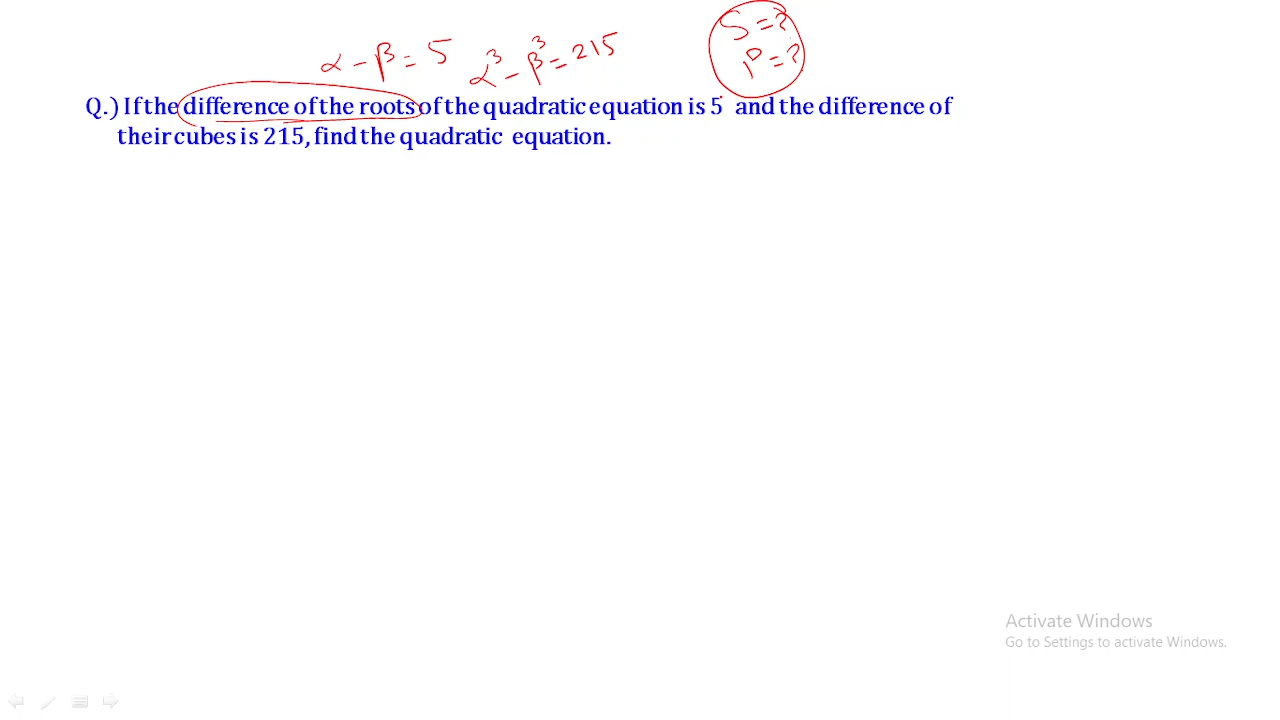 α - β = 5 α³ - β³ = 215
S = ?
P = ?
Q.) If the difference of the roots of the quadratic equation is 5 and the difference of
their cubes is 215, find the quadratic equation.
Activate Windows
Go to Settings to activate Windows.